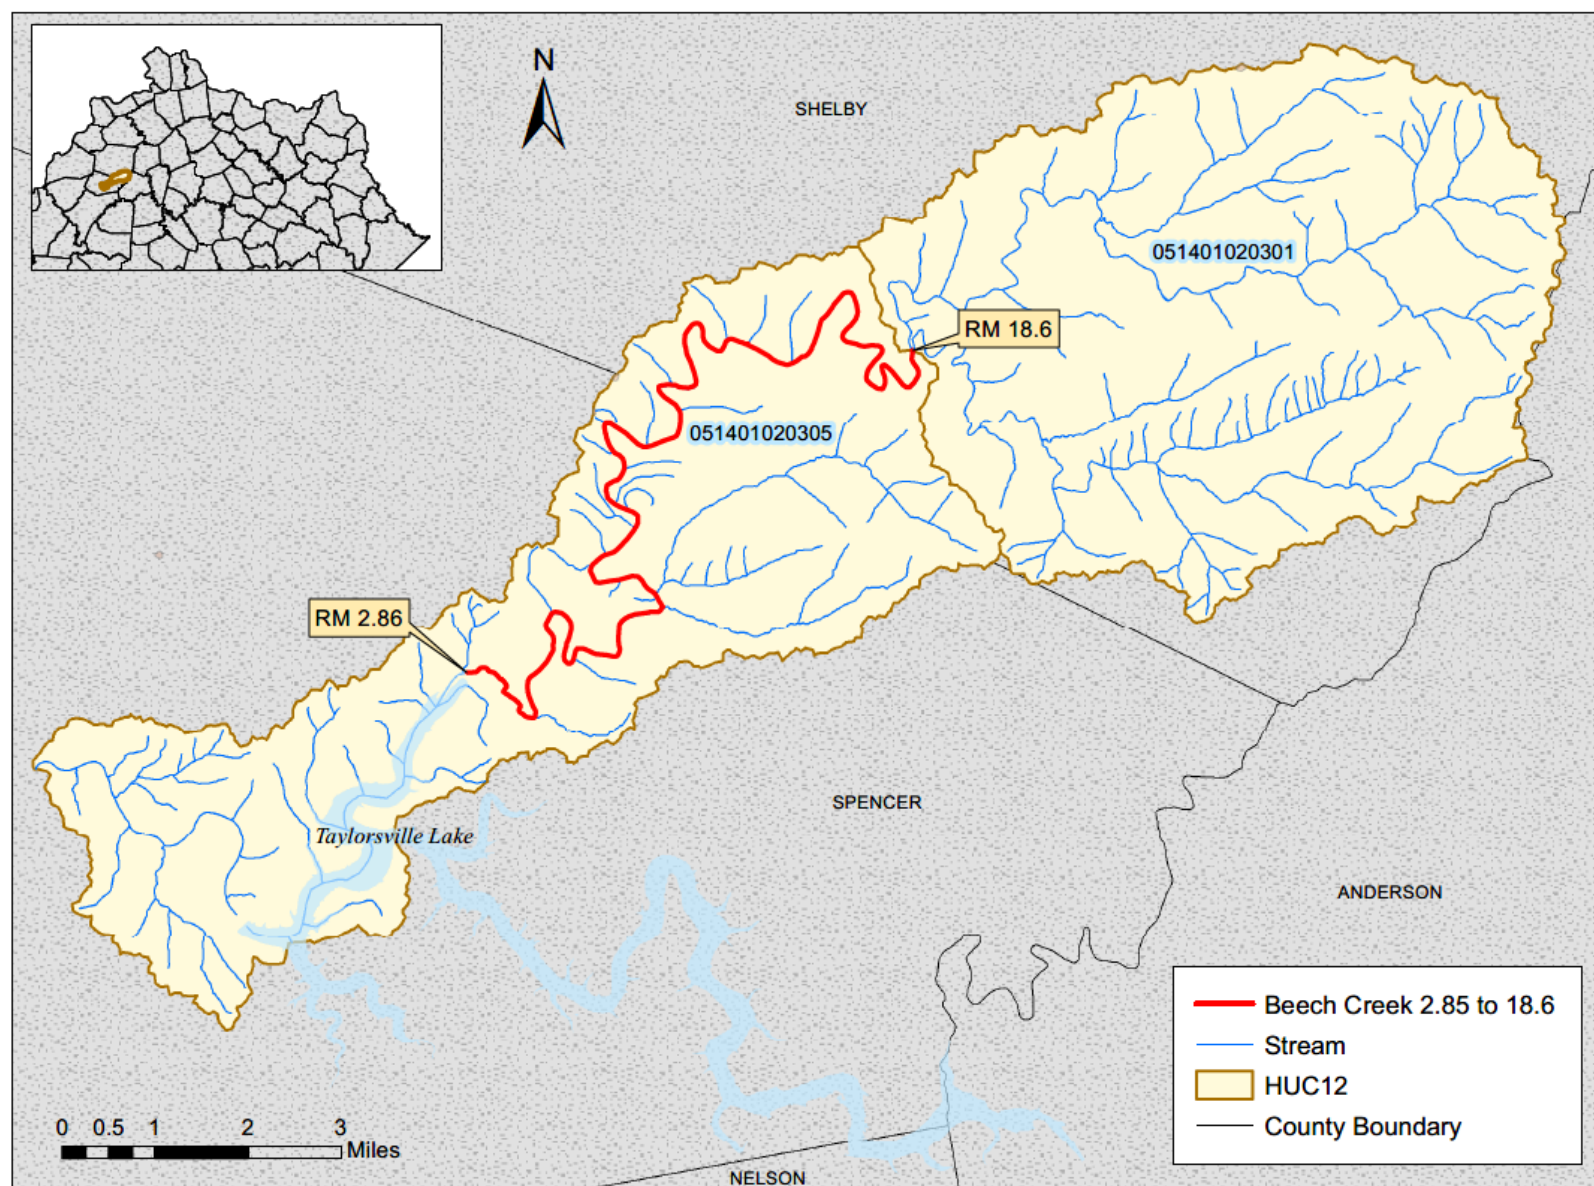 N
SHELBY
051401020301
RM 18.6
051401020305
RM 2.86
SPENCER
Taylorsville Lake
ANDERSON
Beech Creek 2.85 to 18.6
Stream
HUC12
County Boundary
0 0.5 1 2 3
Miles
NELSON